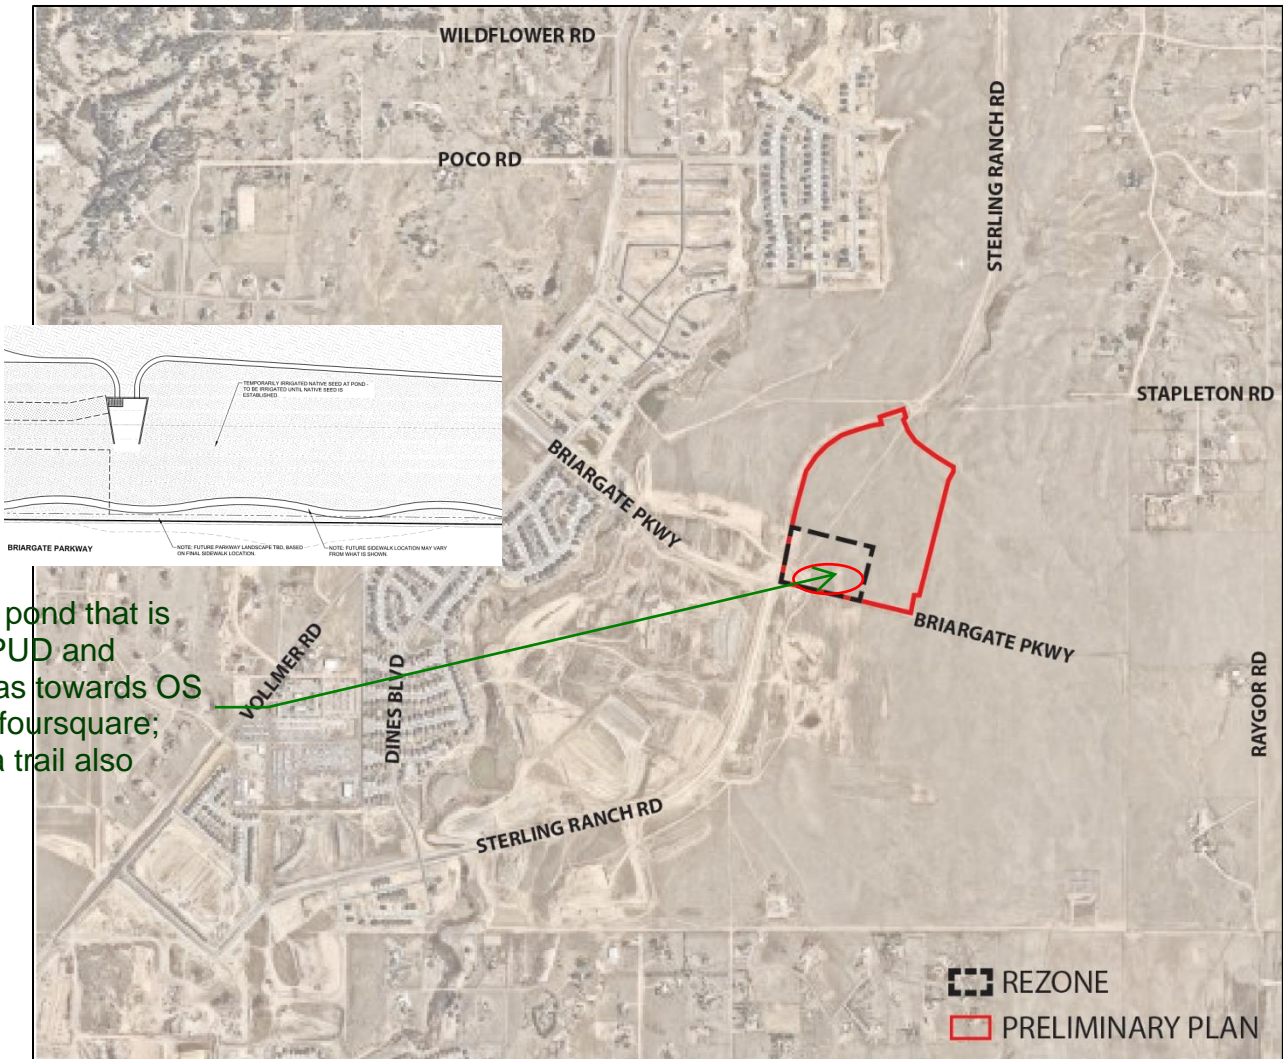 WILDFLOWER RD
POCO RD
STERLING RANCH RD
STAPLETON RD
BRIARGATE PKWY
TEMPORARILY IRRIGATED NATIVE SEED AT POND -
TO BE IRRIGATED UNTIL NATIVE SEED IS
ESTABLISHED.
BRIARGATE PARKWAY
NOTE: FUTURE PARKWAY LANDSCAPE TBD, BASED
ON FINAL SIDEWALK LOCATION.
NOTE: FUTURE SIDEWALK LOCATION MAY VARY
FROM WHAT IS SHOWN.
pond that is
PUD and
as towards OS
foursquare;
a trail also
VOLLMER RD
DINES BLVD
BRIARGATE PKWY
RAYGOR RD
STERLING RANCH RD
REZONE
PRELIMINARY PLAN